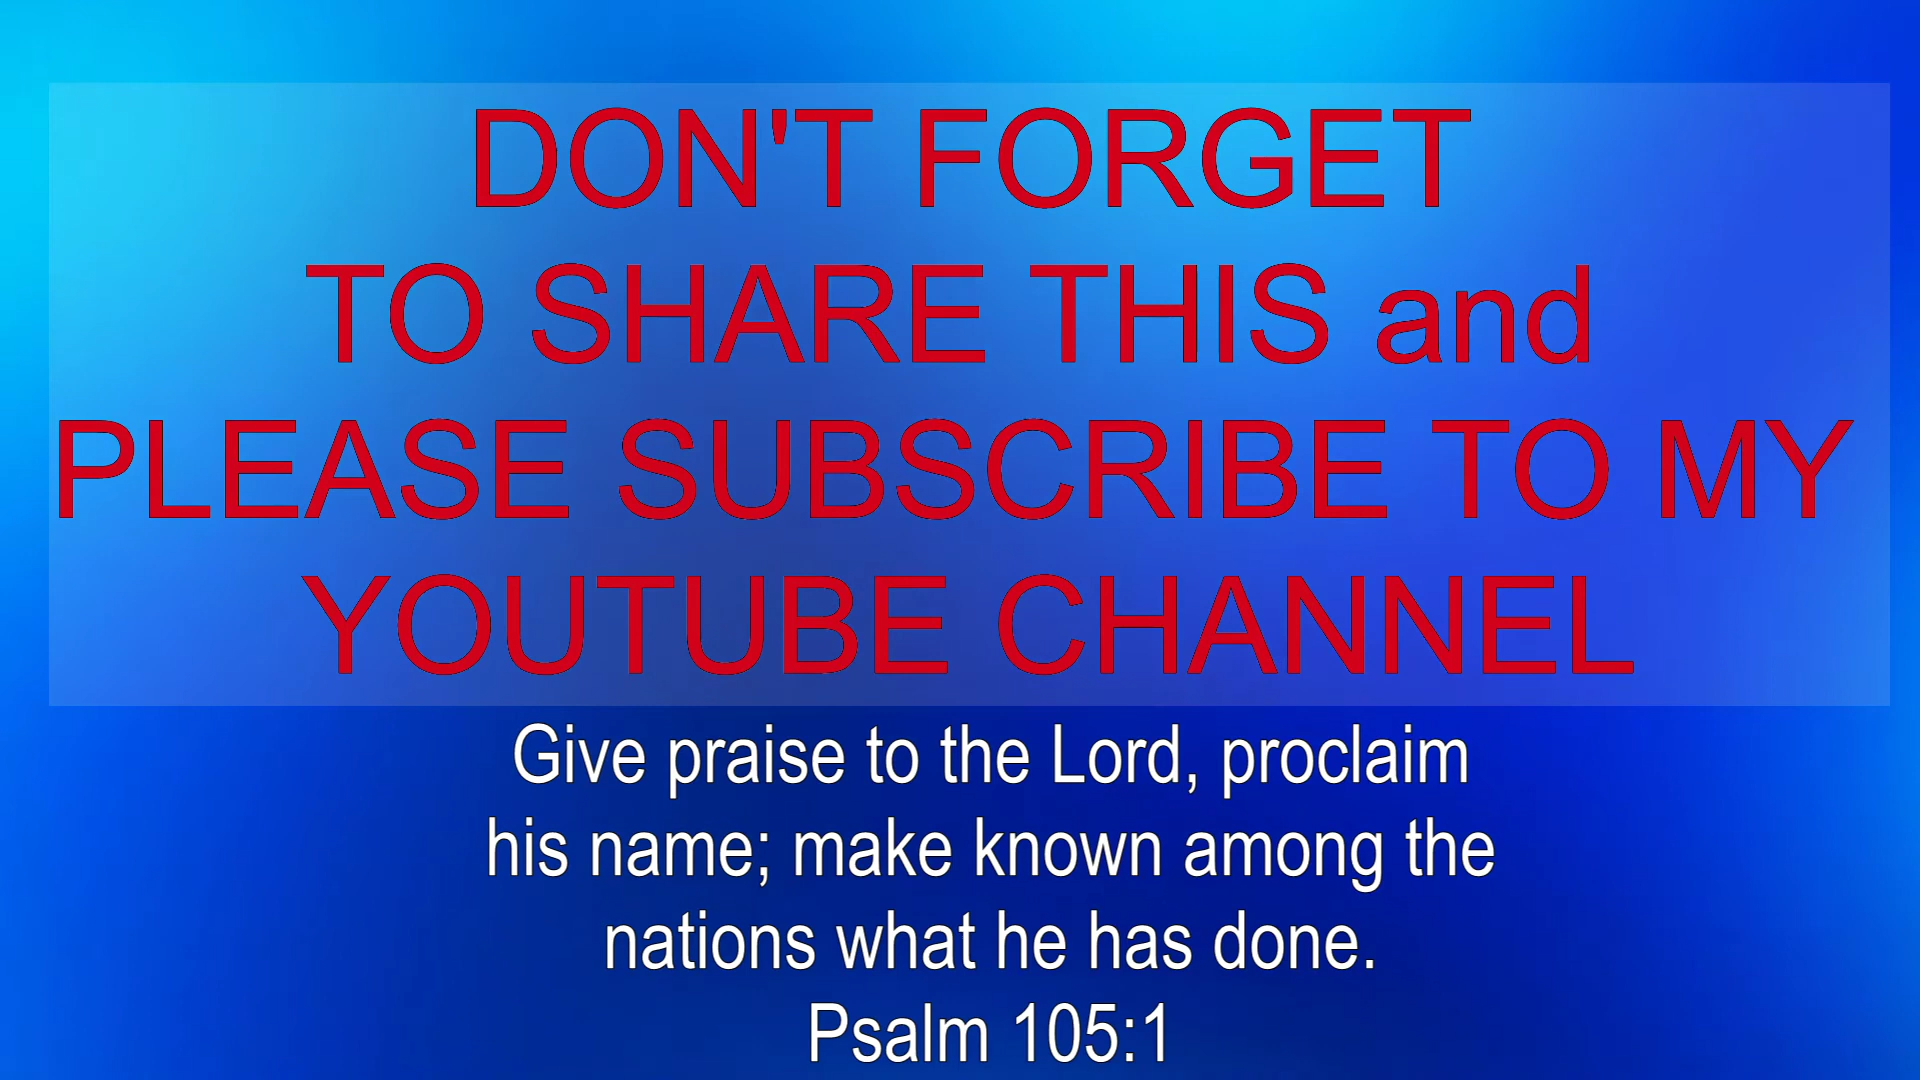 DON'T FORGET
TO SHARE THIS and
PLEASE SUBSCRIBE TO MY
YOUTUBE CHANNEL
Give praise to the Lord, proclaim
his name; make known among the
nations what he has done.
Psalm 105:1